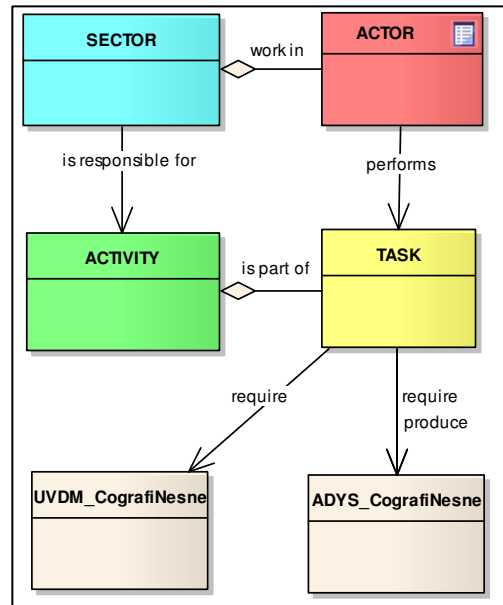 SECTOR
ACTOR
work in
is responsible for
performs
ACTIVITY
TASK
is part of
require
require
produce
UVDM_CografiNesne
ADYS_CografiNesne